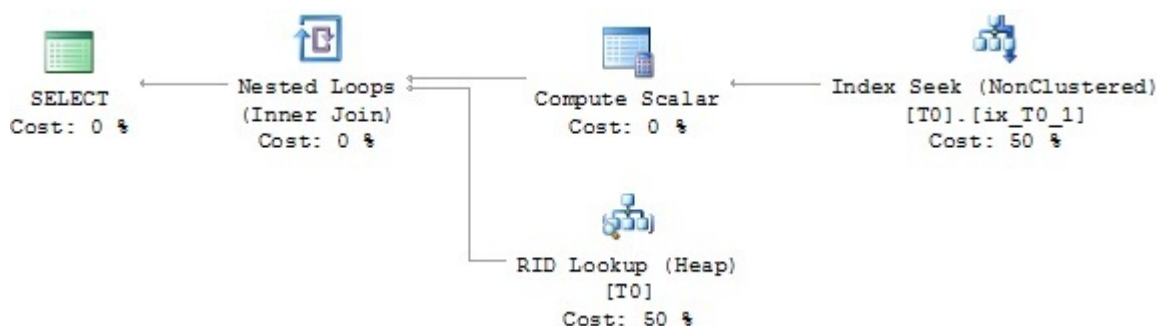 SELECT
Cost: 0 %
Nested Loops
(Inner Join)
Cost: 0 %
Compute Scalar
Cost: 0 %
Index Seek (NonClustered)
[T0].[ix_T0_1]
Cost: 50 %
RID Lookup (Heap)
[T0]
Cost: 50 %